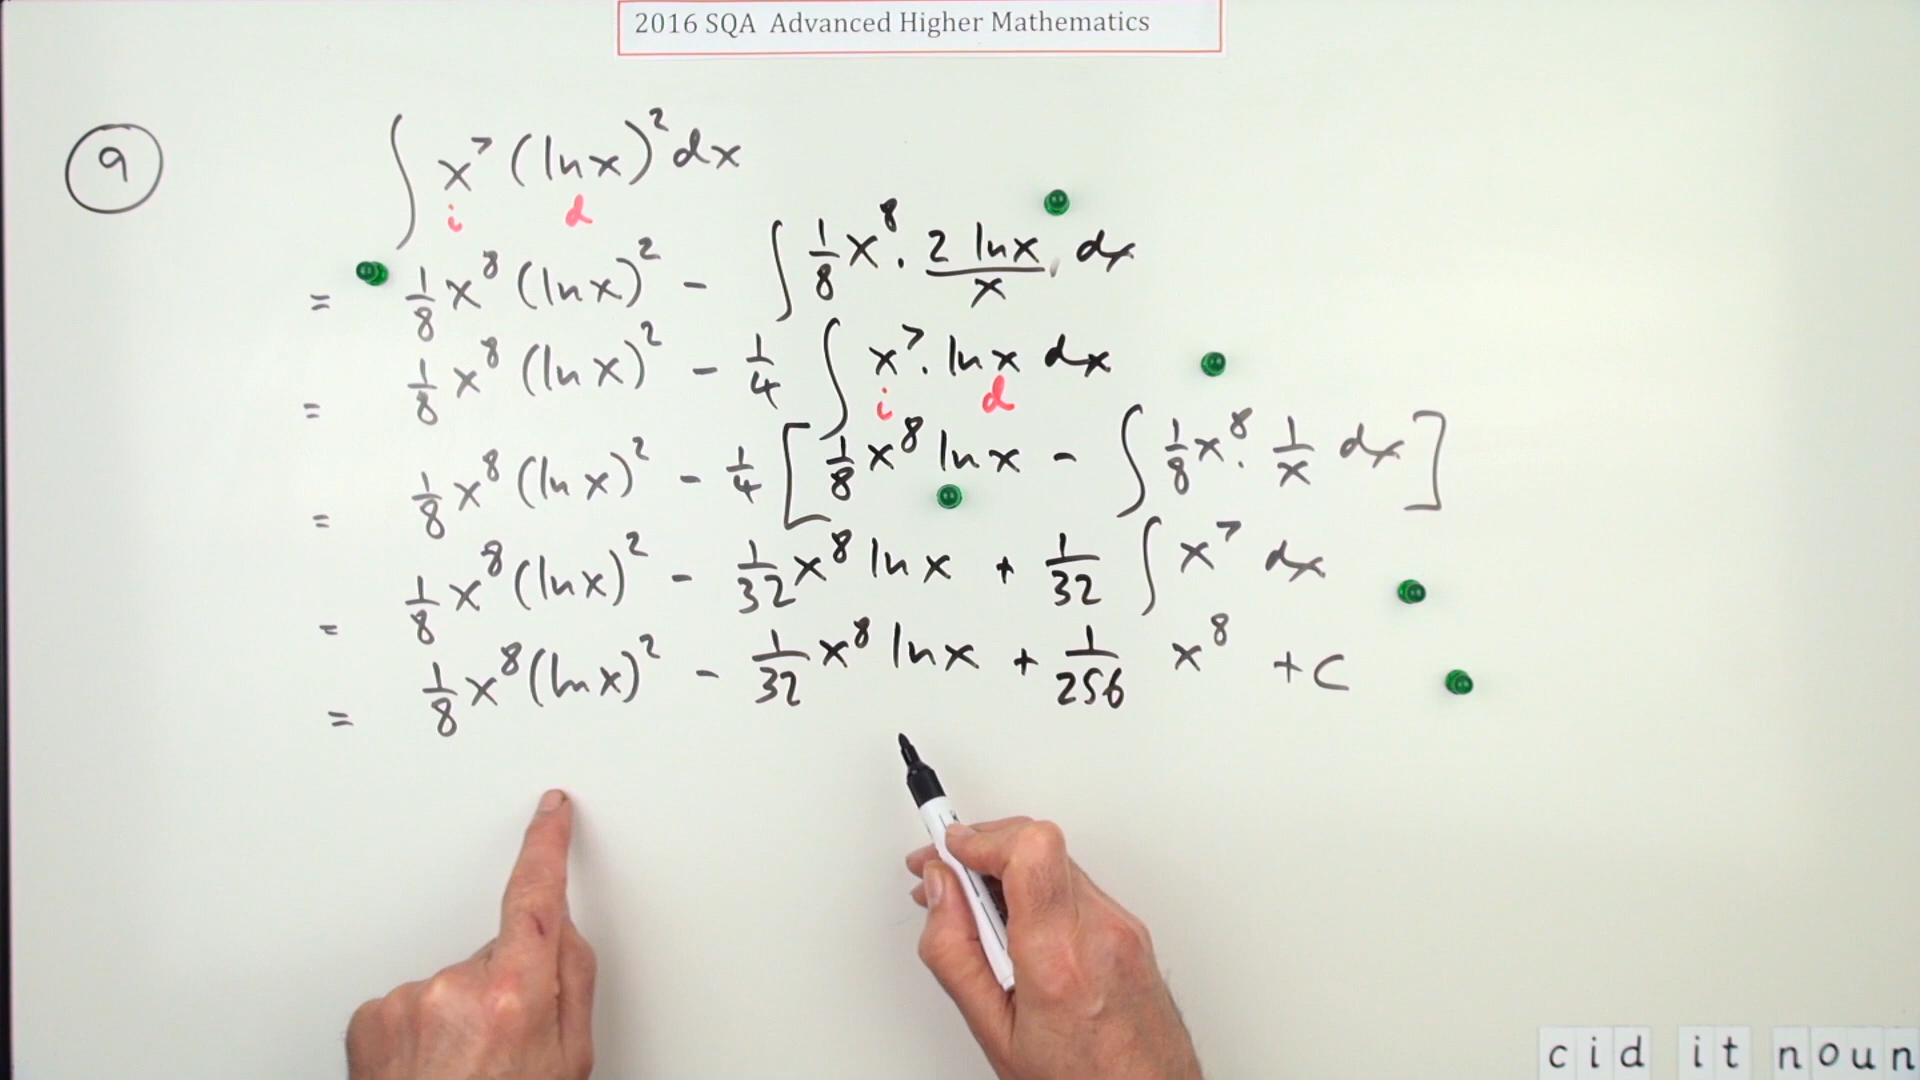 2016 SQA Advanced Higher Mathematics
9
∫ x⁷ (ln x)² dx
i d
= 1/8 x⁸ (ln x)² - ∫ 1/8 x⁸ . 2 ln x / x . dx
= 1/8 x⁸ (ln x)² - 1/4 ∫ x⁷ . ln x dx
i d
= 1/8 x⁸ (ln x)² - 1/4 [ 1/8 x⁸ ln x - ∫ 1/8 x⁸ . 1/x dx ]
= 1/8 x⁸ (ln x)² - 1/32 x⁸ ln x + 1/32 ∫ x⁷ dx
= 1/8 x⁸ (ln x)² - 1/32 x⁸ ln x + 1/256 x⁸ + C
cid it noun